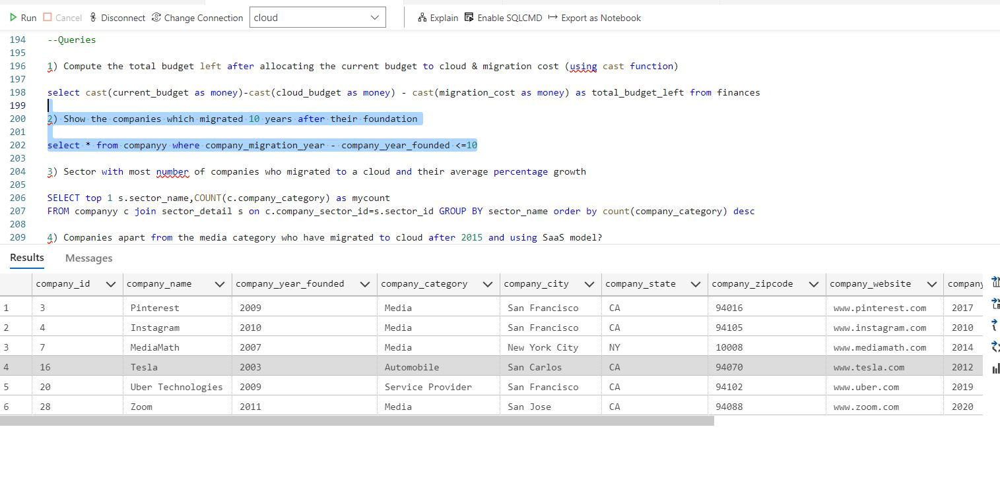 Run Cancel Disconnect Change Connection cloud Explain Enable SQLCMD Export as Notebook
194 --Queries
195
196 1) Compute the total budget left after allocating the current budget to cloud & migration cost (using cast function)
197
198 select cast(current_budget as money)-cast(cloud_budget as money) - cast(migration_cost as money) as total_budget_left from finances
199
200 2) Show the companies which migrated 10 years after their foundation
201
202 select * from companyy where company_migration_year - company_year_founded <=10
203
204 3) Sector with most number of companies who migrated to a cloud and their average percentage growth
205
206 SELECT top 1 s.sector_name,COUNT(c.company_category) as mycount
207 FROM companyy c join sector_detail s on c.company_sector_id=s.sector_id GROUP BY sector_name order by count(company_category) desc
208
209 4) Companies apart from the media category who have migrated to cloud after 2015 and using SaaS model?
Results Messages
company_id company_name company_year_founded company_category company_city company_state company_zipcode company_website company
1 3 Pinterest 2009 Media San Francisco CA 94016 www.pinterest.com 2017
2 4 Instagram 2010 Media San Francisco CA 94105 www.instagram.com 2010
3 7 MediaMath 2007 Media New York City NY 10008 www.mediamath.com 2014
4 16 Tesla 2003 Automobile San Carlos CA 94070 www.tesla.com 2012
5 20 Uber Technologies 2009 Service Provider San Francisco CA 94102 www.uber.com 2019
6 28 Zoom 2011 Media San Jose CA 94088 www.zoom.com 2020